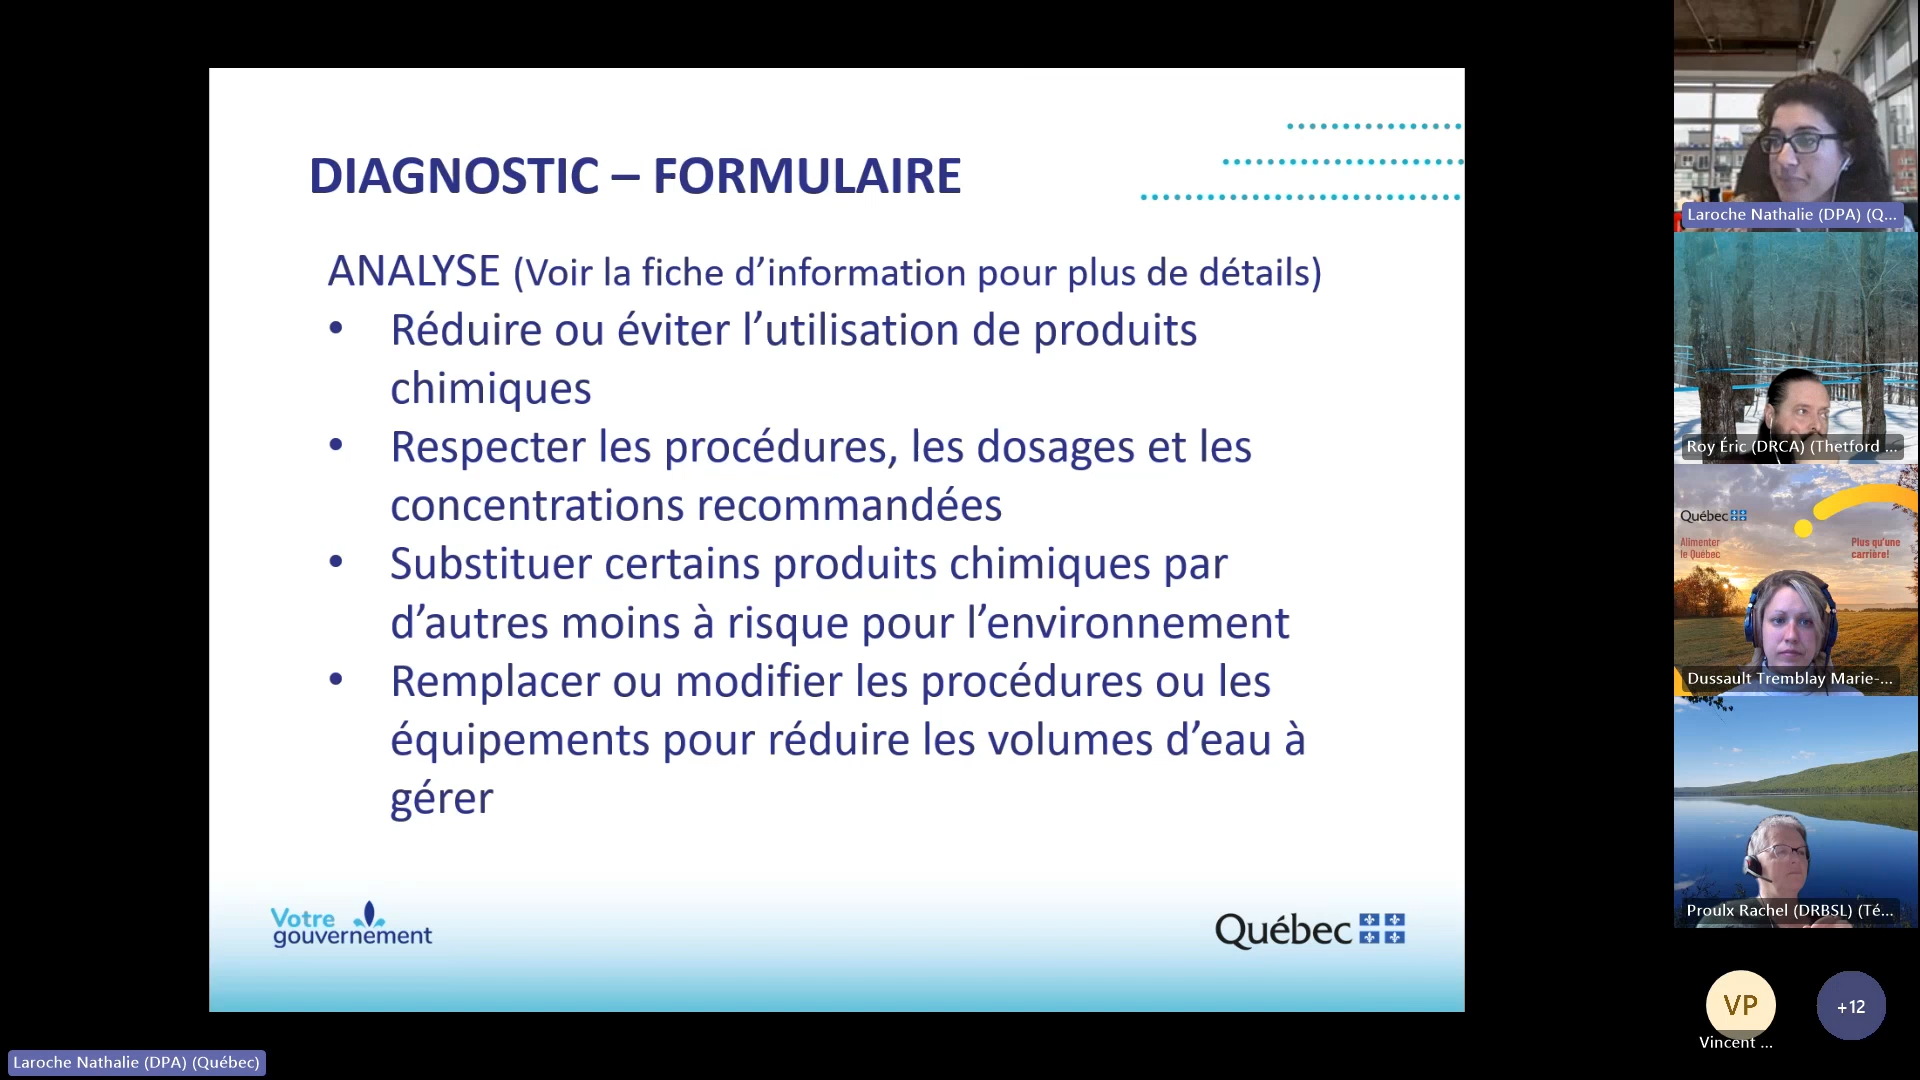 DIAGNOSTIC – FORMULAIRE
ANALYSE (Voir la fiche d’information pour plus de détails)
• Réduire ou éviter l’utilisation de produits
chimiques
• Respecter les procédures, les dosages et les
concentrations recommandées
• Substituer certains produits chimiques par
d’autres moins à risque pour l’environnement
• Remplacer ou modifier les procédures ou les
équipements pour réduire les volumes d’eau à
gérer
Votre
gouvernement
Québec
Laroche Nathalie (DPA) (Québec)
Laroche Nathalie (DPA) (Q...
Roy Éric (DRCA) (Thetford ...
Québec
Alimenter
le Québec
Plus qu'une
carrière!
Dussault Tremblay Marie-...
Proulx Rachel (DRBSL) (Té...
VP
Vincent ...
+12